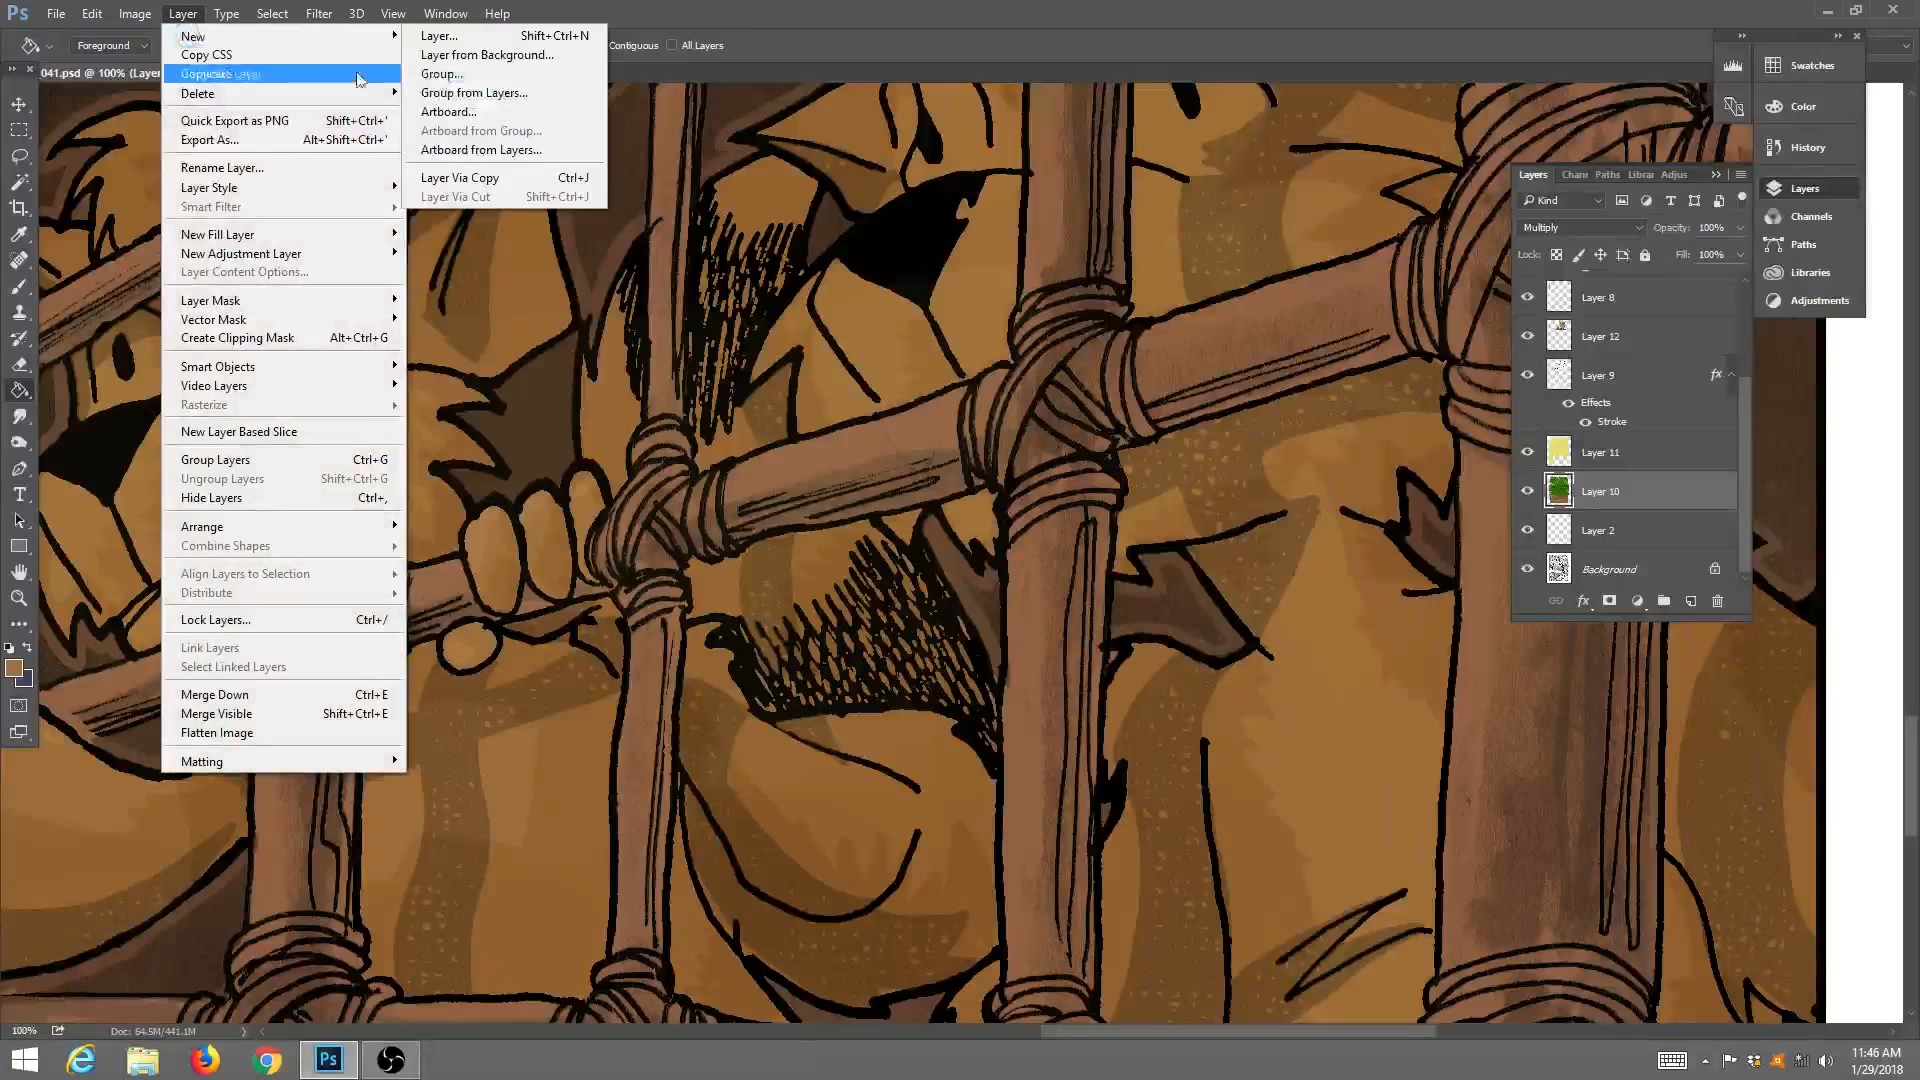 Ps File Edit Image Layer Type Select Filter 3D View Window Help
Foreground Contiguous All Layers
041.psd @ 100% (Layer
New
Copy CSS
Delete
Quick Export as PNG Shift+Ctrl+'
Export As... Alt+Shift+Ctrl+'
Rename Layer...
Layer Style
Smart Filter
New Fill Layer
New Adjustment Layer
Layer Content Options...
Layer Mask
Vector Mask
Create Clipping Mask Alt+Ctrl+G
Smart Objects
Video Layers
Rasterize
New Layer Based Slice
Group Layers Ctrl+G
Ungroup Layers Shift+Ctrl+G
Hide Layers Ctrl+,
Arrange
Combine Shapes
Align Layers to Selection
Distribute
Lock Layers... Ctrl+/
Link Layers
Select Linked Layers
Merge Down Ctrl+E
Merge Visible Shift+Ctrl+E
Flatten Image
Matting
Layer... Shift+Ctrl+N
Layer from Background...
Group...
Group from Layers...
Artboard...
Artboard from Group...
Artboard from Layers...
Layer Via Copy Ctrl+J
Layer Via Cut Shift+Ctrl+J
Swatches
Color
History
Layers
Channels
Paths
Libraries
Adjustments
Layers Chann Paths Librar Adjus
Kind
Multiply Opacity: 100%
Lock: Fill: 100%
Layer 8
Layer 12
Layer 9 fx
Effects
Stroke
Layer 11
Layer 10
Layer 2
Background
fx
100% Doc: 64.5M/441.1M
Ps
11:46 AM
1/29/2018